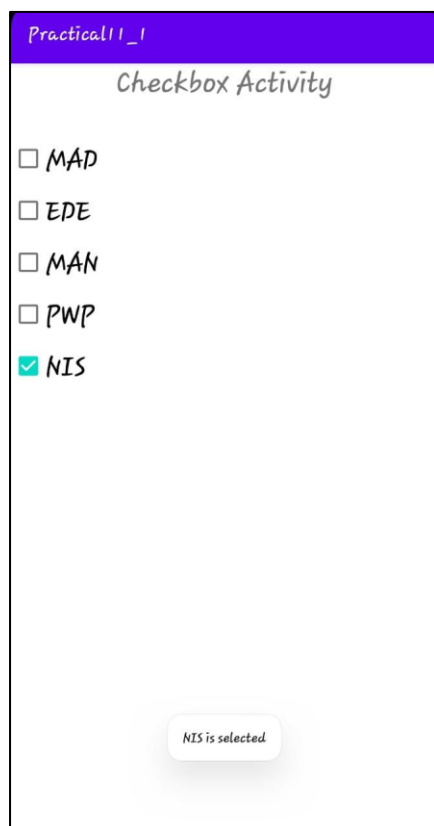 Practical11_1
Checkbox Activity
MAD
EDE
MAN
PWP
NIS
NIS is selected